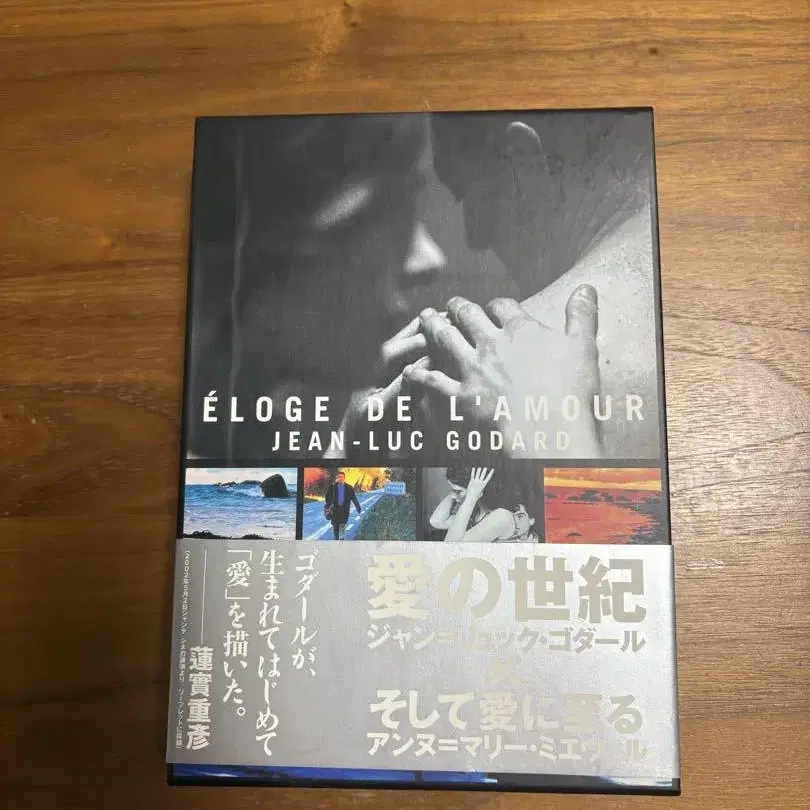 ÉLOGE DE L'AMOUR
JEAN-LUC GODARD
愛の世紀
ジャン=リュック・ゴダール
×
そして愛に至る
アンヌ=マリー・ミエヴィル
ゴダールが、
生まれてはじめて
「愛」を描いた。
――蓮實重彦